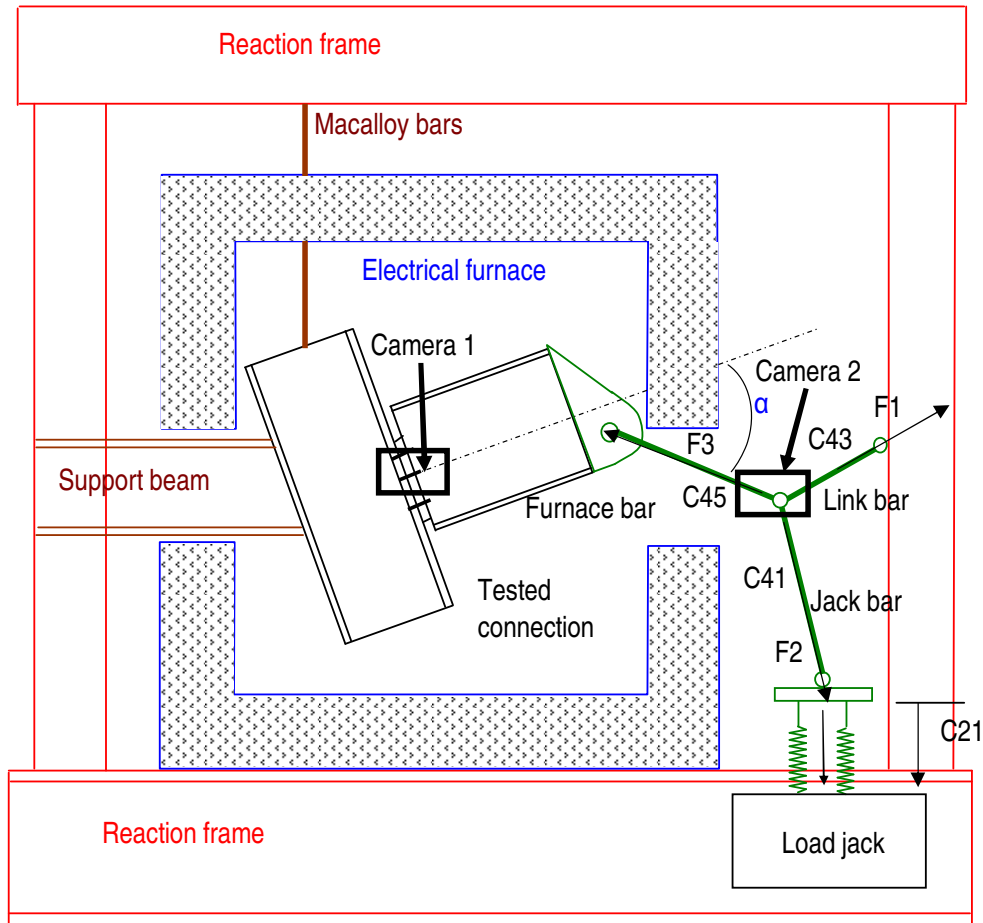 Reaction frame
Macalloy bars
Electrical furnace
Camera 1
Camera 2
α
F1
F3
C43
Support beam
C45
Link bar
Furnace bar
C41
Tested
connection
Jack bar
F2
C21
Reaction frame
Load jack